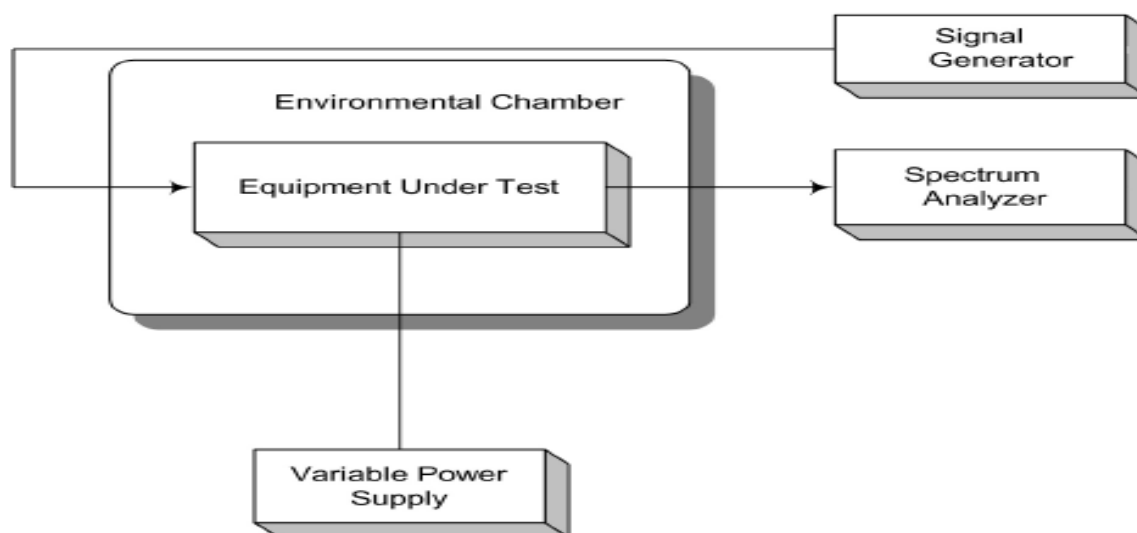 Signal
Generator
Environmental Chamber
Equipment Under Test
Spectrum
Analyzer
Variable Power
Supply